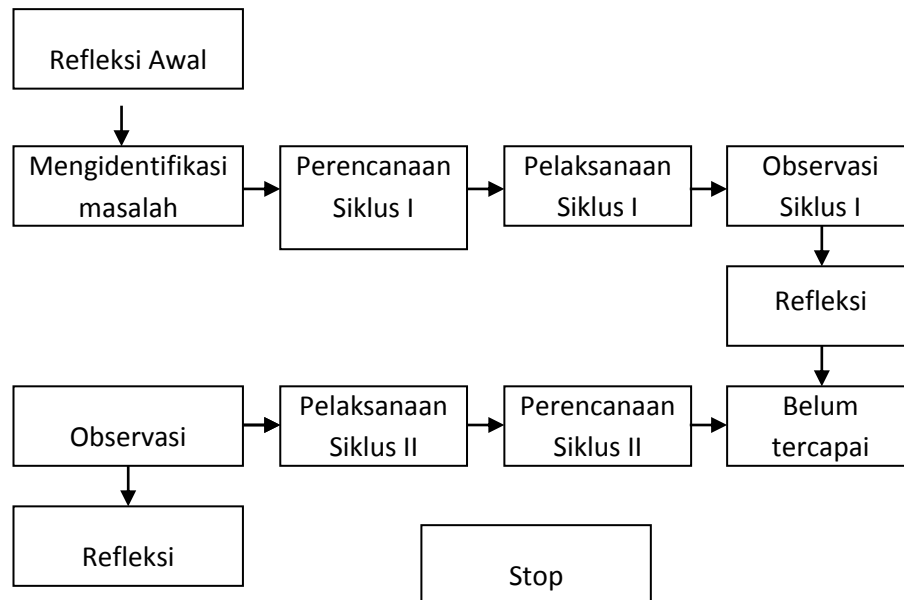 Refleksi Awal
Mengidentifikasi
masalah
Perencanaan
Siklus I
Pelaksanaan
Siklus I
Observasi
Siklus I
Refleksi
Observasi
Pelaksanaan
Siklus II
Perencanaan
Siklus II
Belum
tercapai
Refleksi
Stop